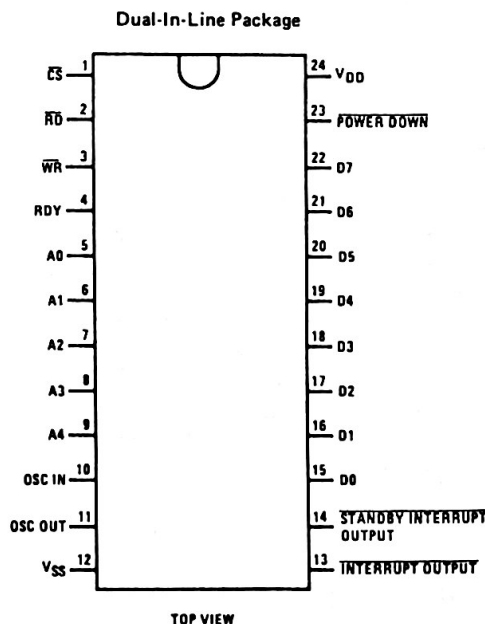 Dual-In-Line Package
CS 1
RD 2
WR 3
RDY 4
A0 5
A1 6
A2 7
A3 8
A4 9
OSC IN 10
OSC OUT 11
VSS 12
24 VDD
23 POWER DOWN
22 D7
21 D6
20 D5
19 D4
18 D3
17 D2
16 D1
15 D0
14 STANDBY INTERRUPT
OUTPUT
13 INTERRUPT OUTPUT
TOP VIEW